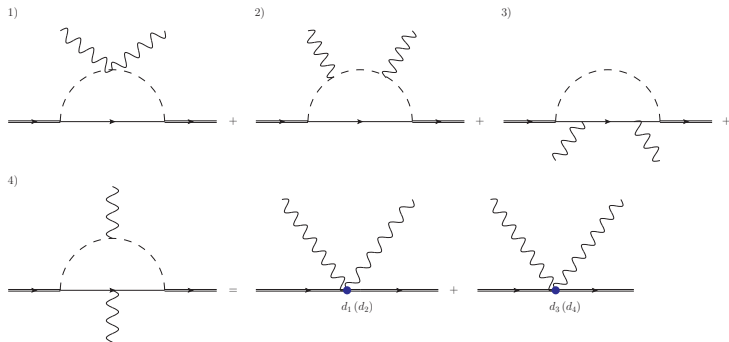 1) 2) 3)
+ + +
4)
= +
d₁ (d₂) d₃ (d₄)